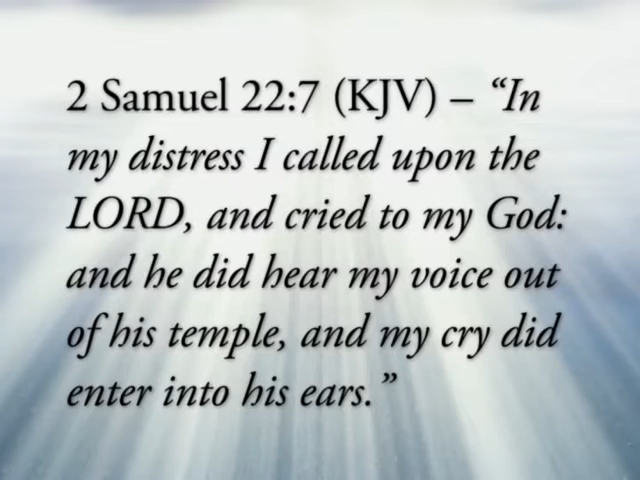 2 Samuel 22:7 (KJV) – “In
my distress I called upon the
LORD, and cried to my God:
and he did hear my voice out
of his temple, and my cry did
enter into his ears.”